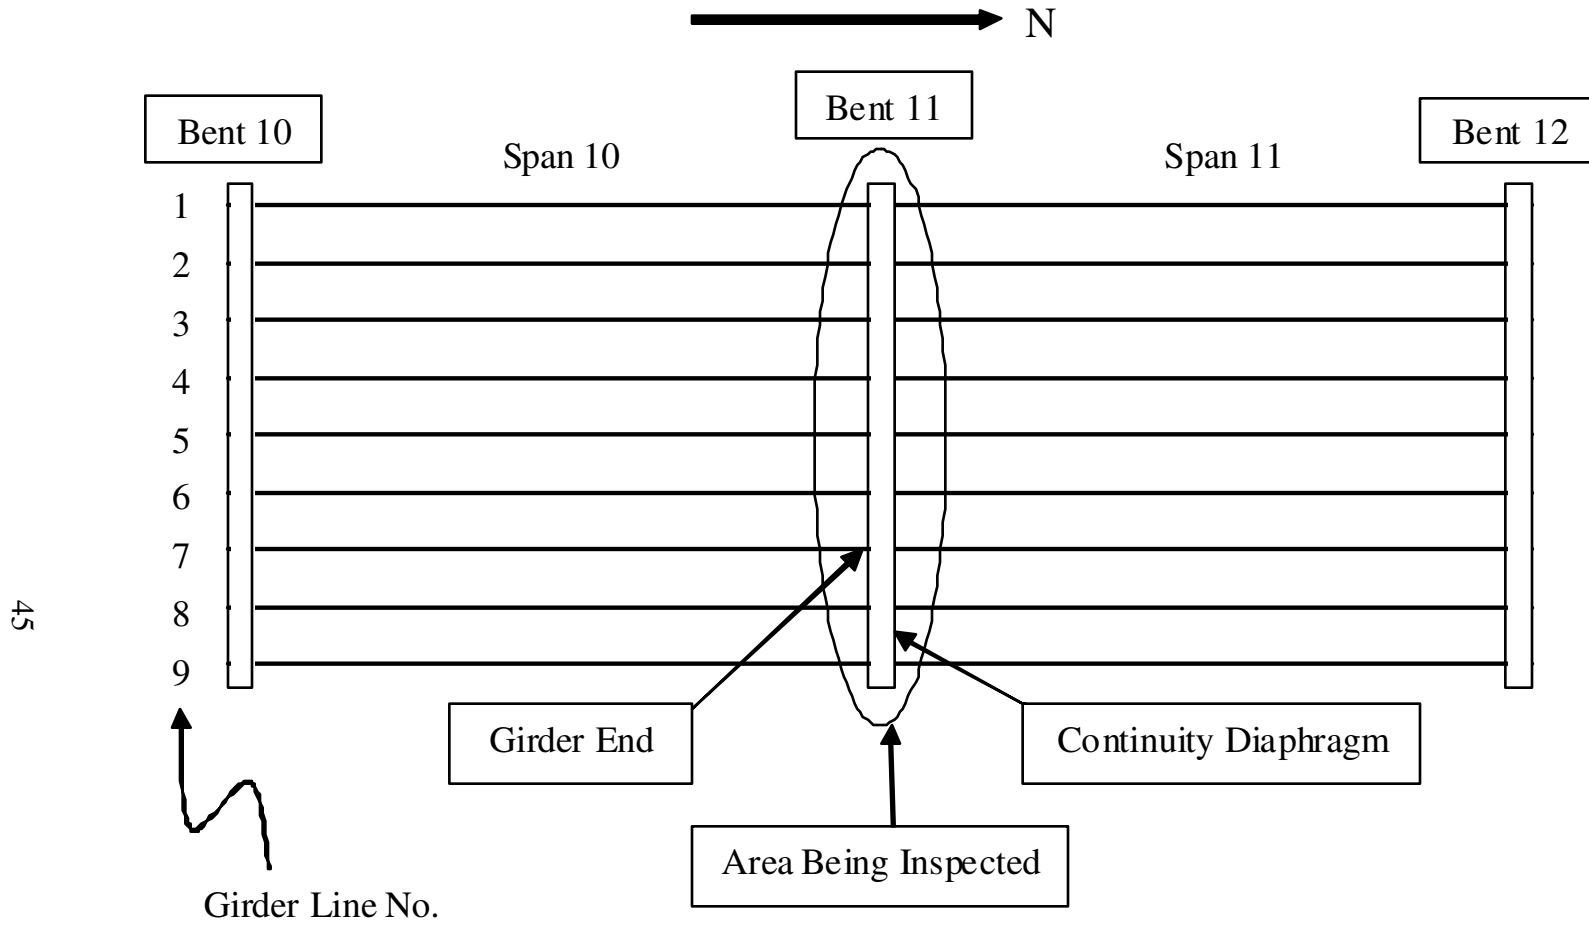 N
Bent 11
Bent 10
Bent 12
Span 10
Span 11
1
2
3
4
5
6
7
8
9
45
Girder End
Continuity Diaphragm
Area Being Inspected
Girder Line No.